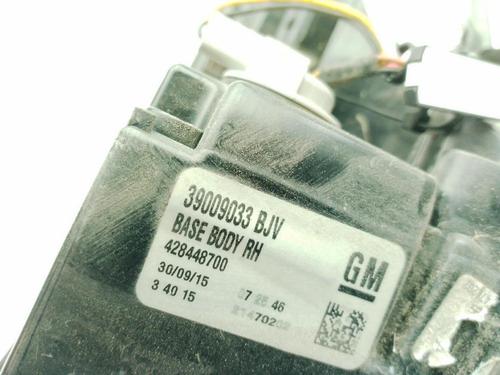 39009033 BJV
BASE BODY RH
428448700
30/09/15
3 40 15
GM